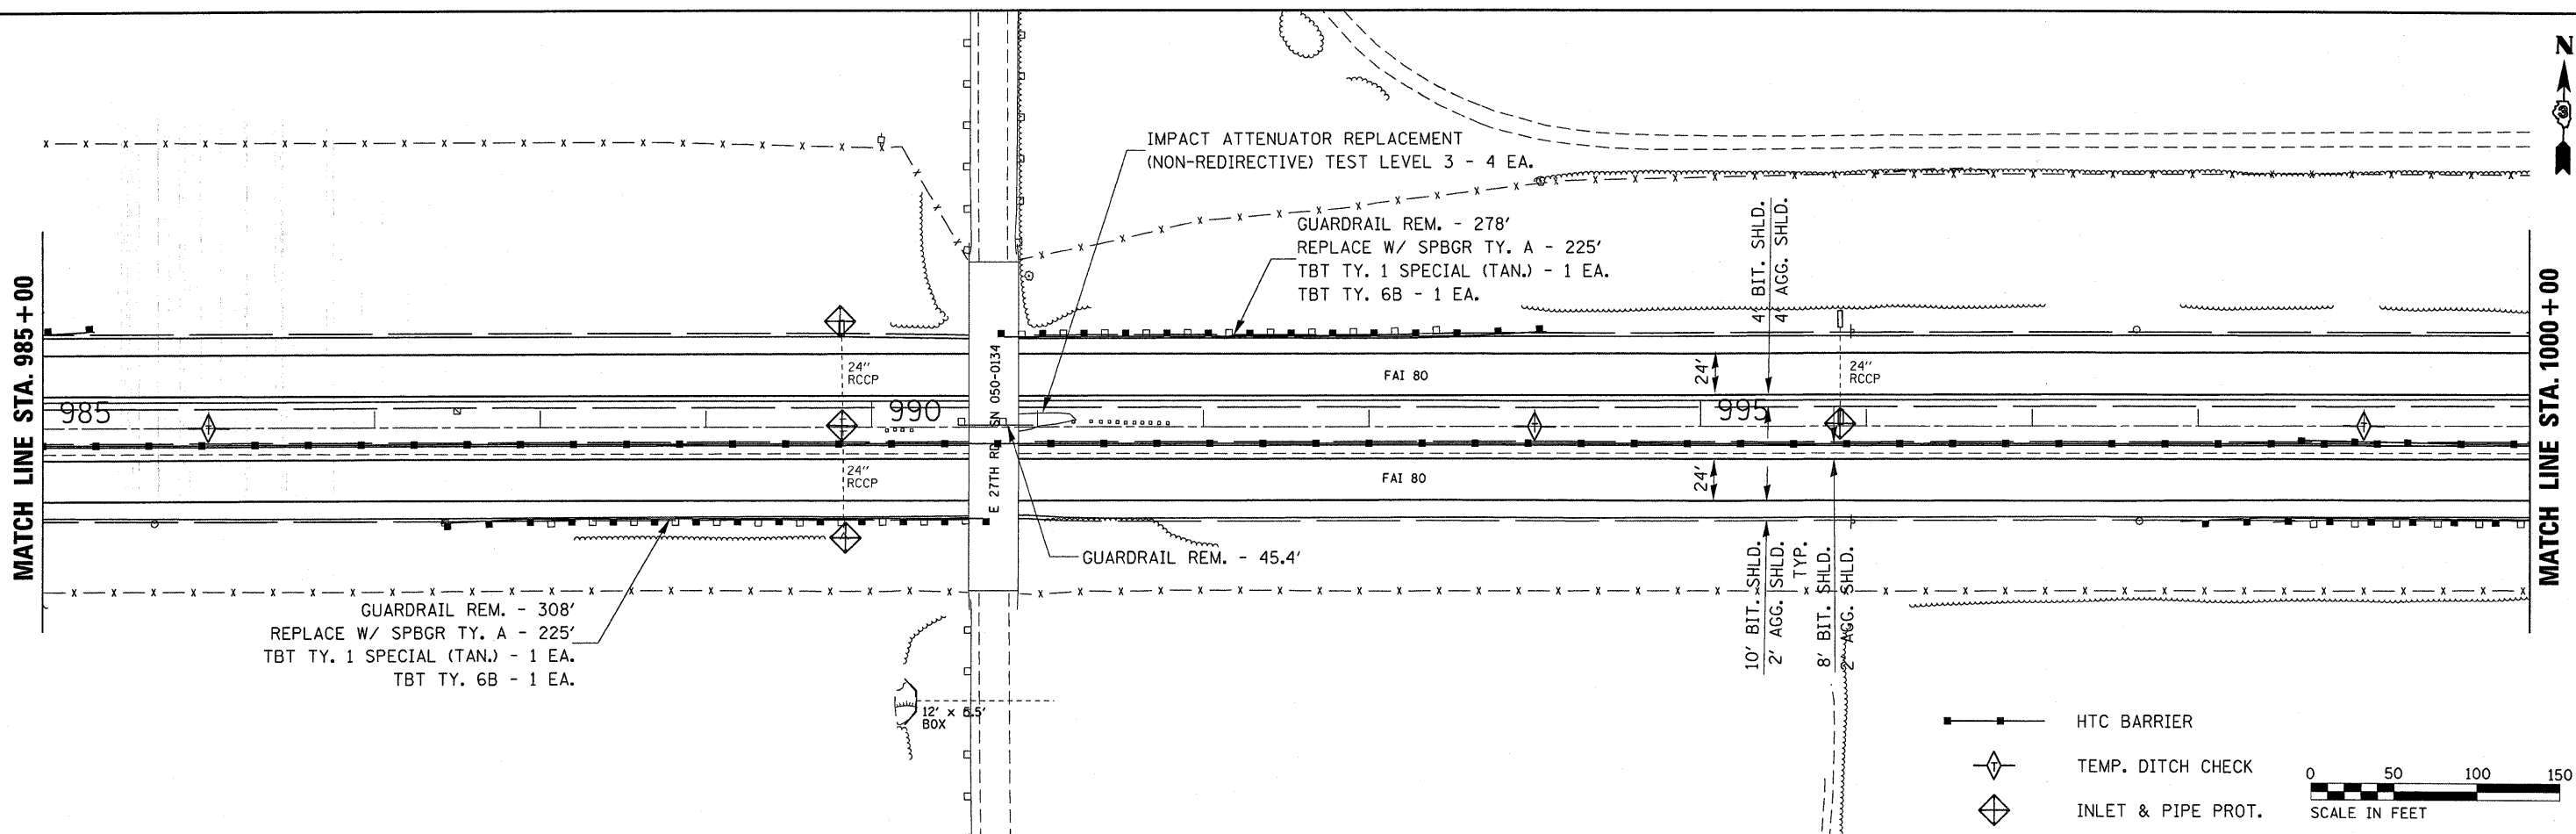 N
3
IMPACT ATTENUATOR REPLACEMENT
(NON-REDIRECTIVE) TEST LEVEL 3 - 4 EA.
GUARDRAIL REM. - 278'
REPLACE W/ SPBGR TY. A - 225'
TBT TY. 1 SPECIAL (TAN.) - 1 EA.
TBT TY. 6B - 1 EA.
4' BIT. SHLD.
4' AGG. SHLD.
MATCH LINE STA. 985+00
MATCH LINE STA. 1000+00
24"
RCCP
E 27TH RD. SN 050-0134
FAI 80
24'
24"
RCCP
985
990
995
24"
RCCP
FAI 80
24'
GUARDRAIL REM. - 45.4'
GUARDRAIL REM. - 308'
REPLACE W/ SPBGR TY. A - 225'
TBT TY. 1 SPECIAL (TAN.) - 1 EA.
TBT TY. 6B - 1 EA.
10' BIT. SHLD.
2' AGG. SHLD.
TYP.
8' BIT. SHLD.
2' AGG. SHLD.
12' x 6.5'
BOX
HTC BARRIER
T TEMP. DITCH CHECK
INLET & PIPE PROT.
0 50 100 150
SCALE IN FEET